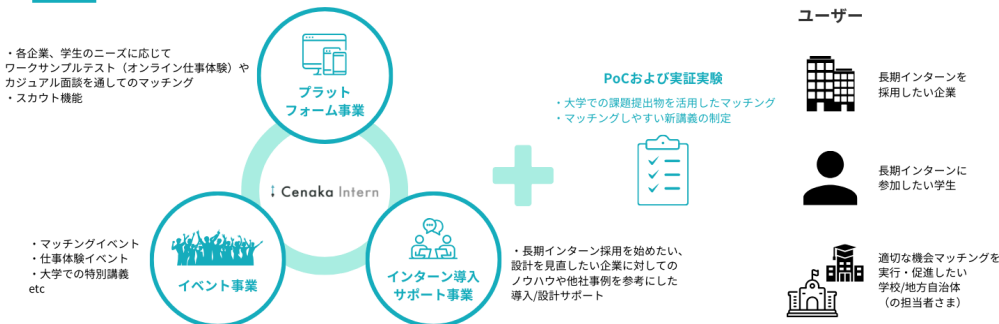 ・各企業、学生のニーズに応じて
ワークサンプルテスト（オンライン仕事体験）や
カジュアル面談を通してのマッチング
・スカウト機能
プラット
フォーム事業
Cenaka Intern
・マッチングイベント
・仕事体験イベント
・大学での特別講義
etc
イベント事業
インターン導入
サポート事業
・長期インターン採用を始めたい、
設計を見直したい企業に対しての
ノウハウや他社事例を参考にした
導入/設計サポート
PoCおよび実証実験
・大学での課題提出物を活用したマッチング
・マッチングしやすい新講義の制定
ユーザー
長期インターンを
採用したい企業
長期インターンに
参加したい学生
適切な機会マッチングを
実行・促進したい
学校/地方自治体
（の担当者さま）